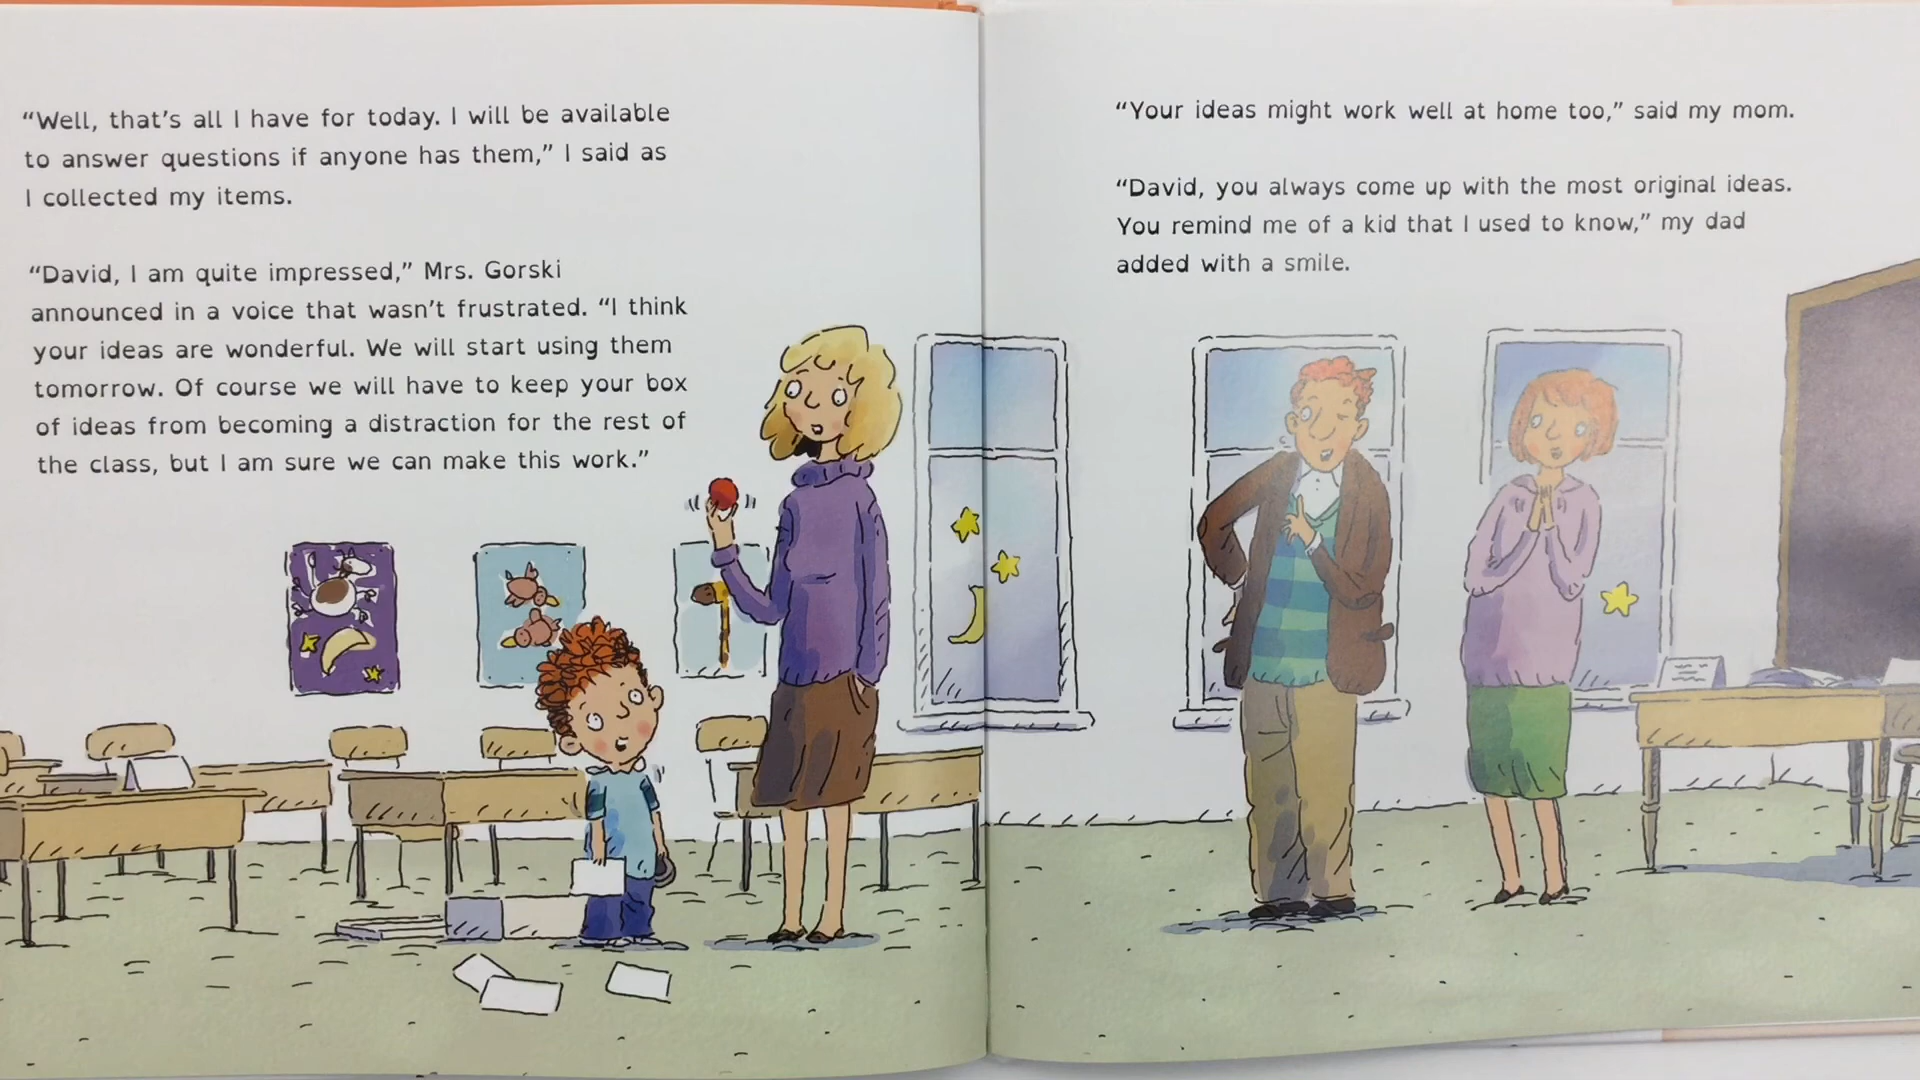 “Well, that’s all I have for today. I will be available
to answer questions if anyone has them,” I said as
I collected my items.
“David, I am quite impressed,” Mrs. Gorski
announced in a voice that wasn’t frustrated. “I think
your ideas are wonderful. We will start using them
tomorrow. Of course we will have to keep your box
of ideas from becoming a distraction for the rest of
the class, but I am sure we can make this work.”
“Your ideas might work well at home too,” said my mom.
“David, you always come up with the most original ideas.
You remind me of a kid that I used to know,” my dad
added with a smile.